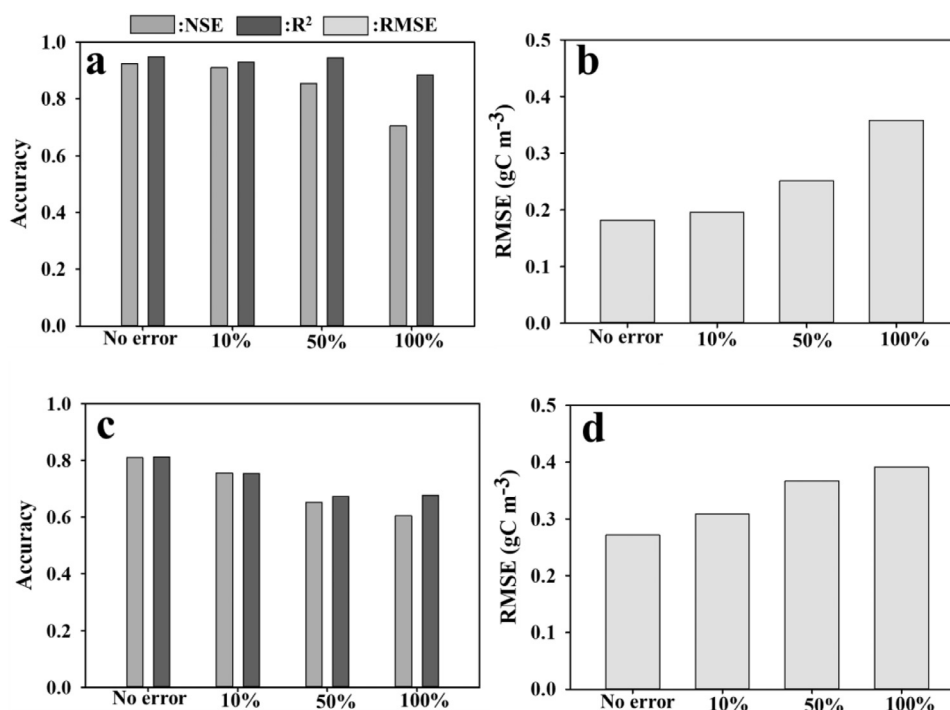 :NSE :R² :RMSE
a
1.0
0.8
0.6
0.4
0.2
0.0
Accuracy
No error 10% 50% 100%
b
0.5
0.4
0.3
0.2
0.1
0.0
RMSE (gC m⁻³)
No error 10% 50% 100%
c
1.0
0.8
0.6
0.4
0.2
0.0
Accuracy
No error 10% 50% 100%
d
0.5
0.4
0.3
0.2
0.1
0.0
RMSE (gC m⁻³)
No error 10% 50% 100%